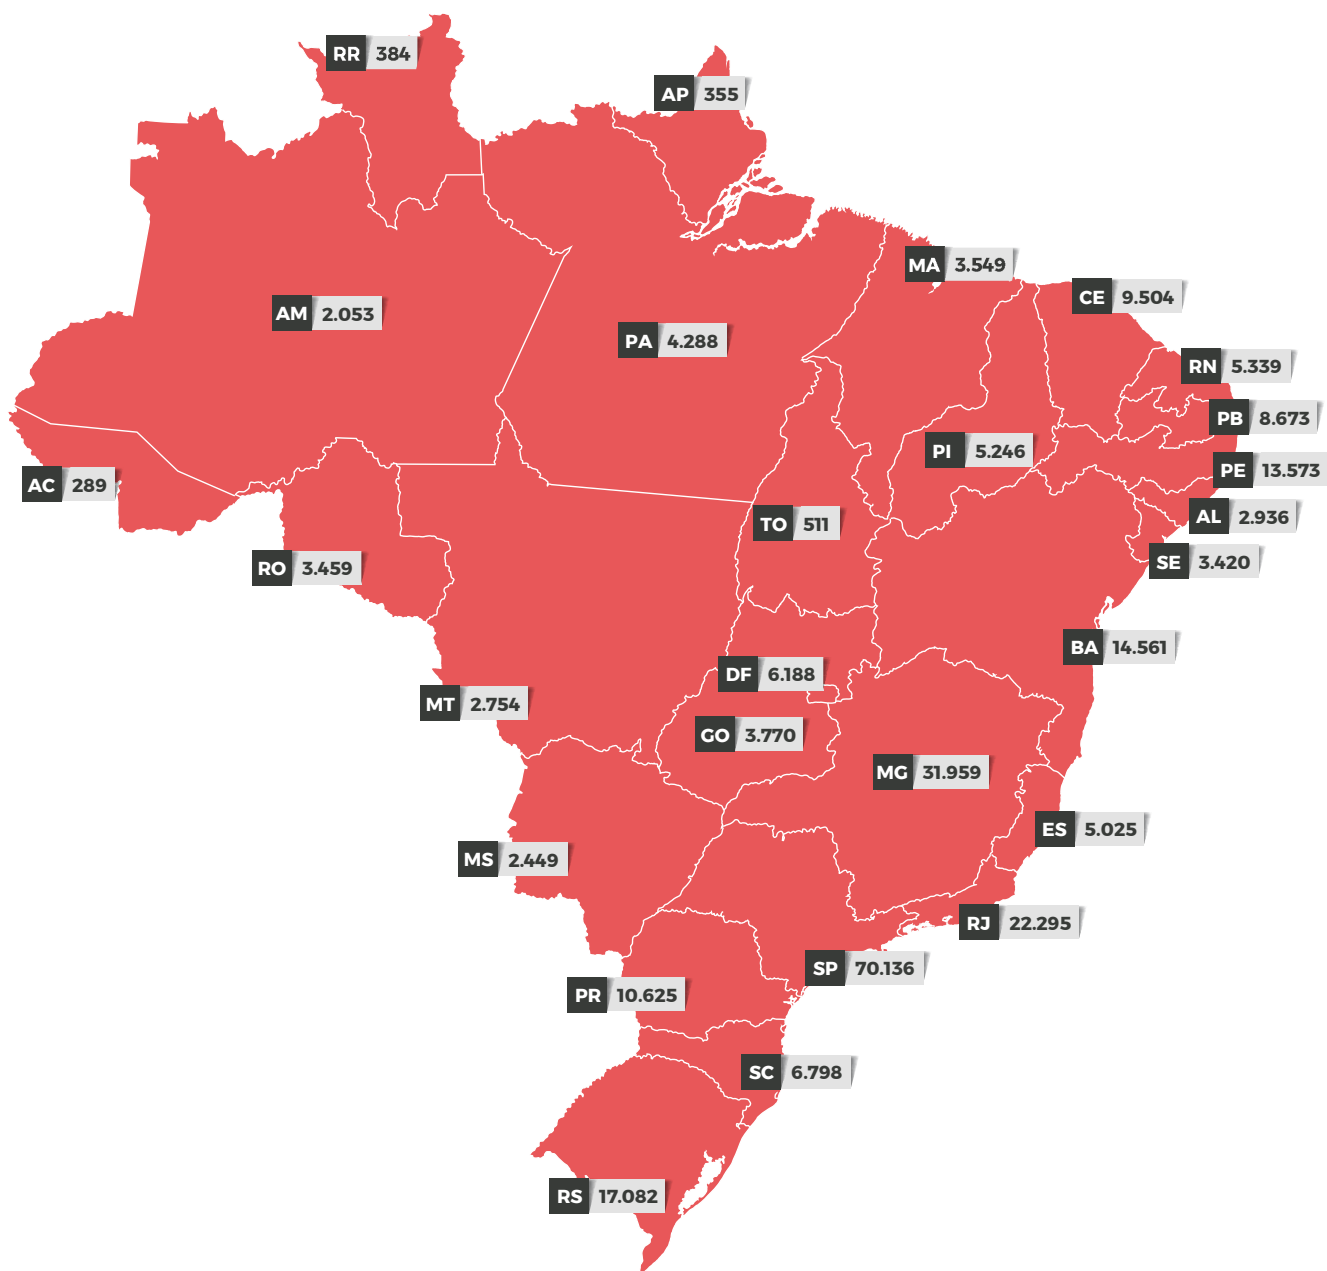 RR 384
AP 355
MA 3.549
CE 9.504
AM 2.053
PA 4.288
RN 5.339
PB 8.673
PI 5.246
PE 13.573
AC 289
AL 2.936
TO 511
SE 3.420
RO 3.459
BA 14.561
DF 6.188
MT 2.754
GO 3.770
MG 31.959
ES 5.025
MS 2.449
RJ 22.295
SP 70.136
PR 10.625
SC 6.798
RS 17.082